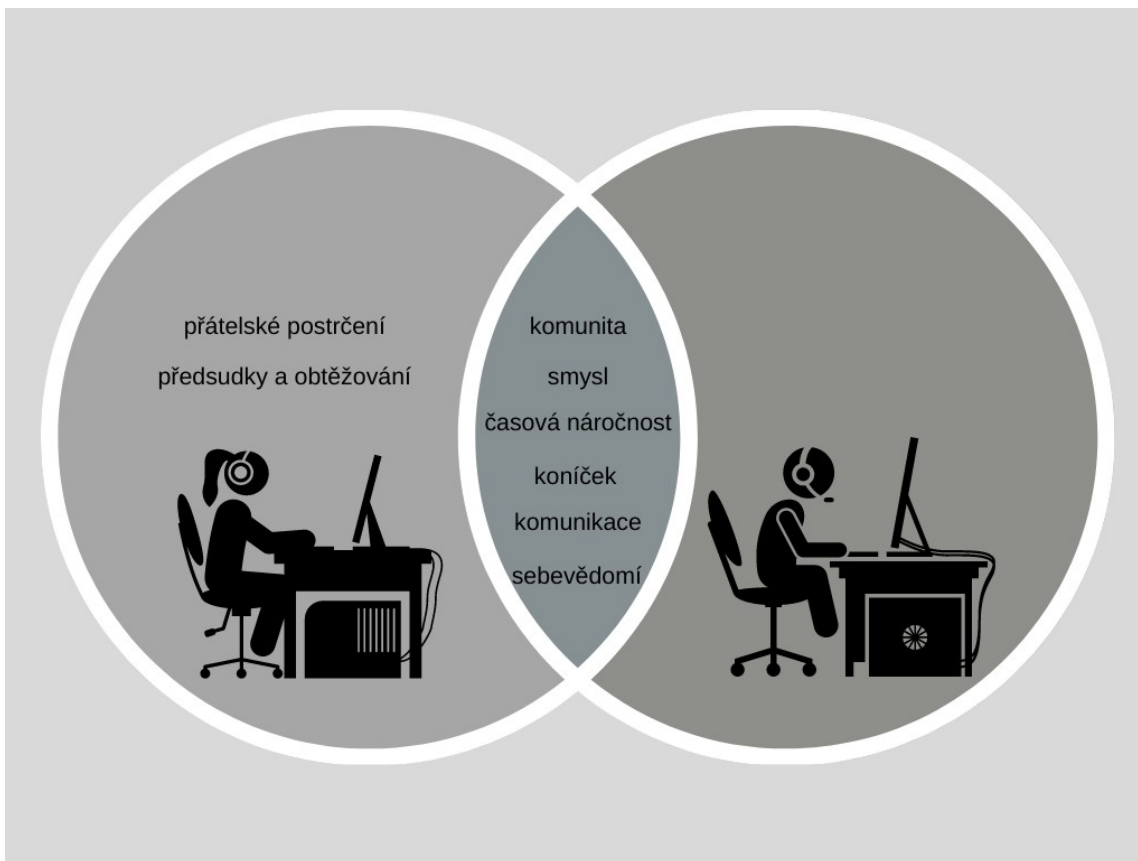 přátelské postrčení
předsudky a obtěžování
komunita
smysl
časová náročnost
koníček
komunikace
sebevědomí